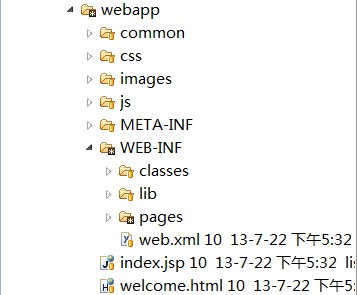 webapp
common
css
images
js
META-INF
WEB-INF
classes
lib
pages
web.xml 10 13-7-22 下午5:32
index.jsp 10 13-7-22 下午5:32 lis
welcome.html 10 13-7-22 下午5:32